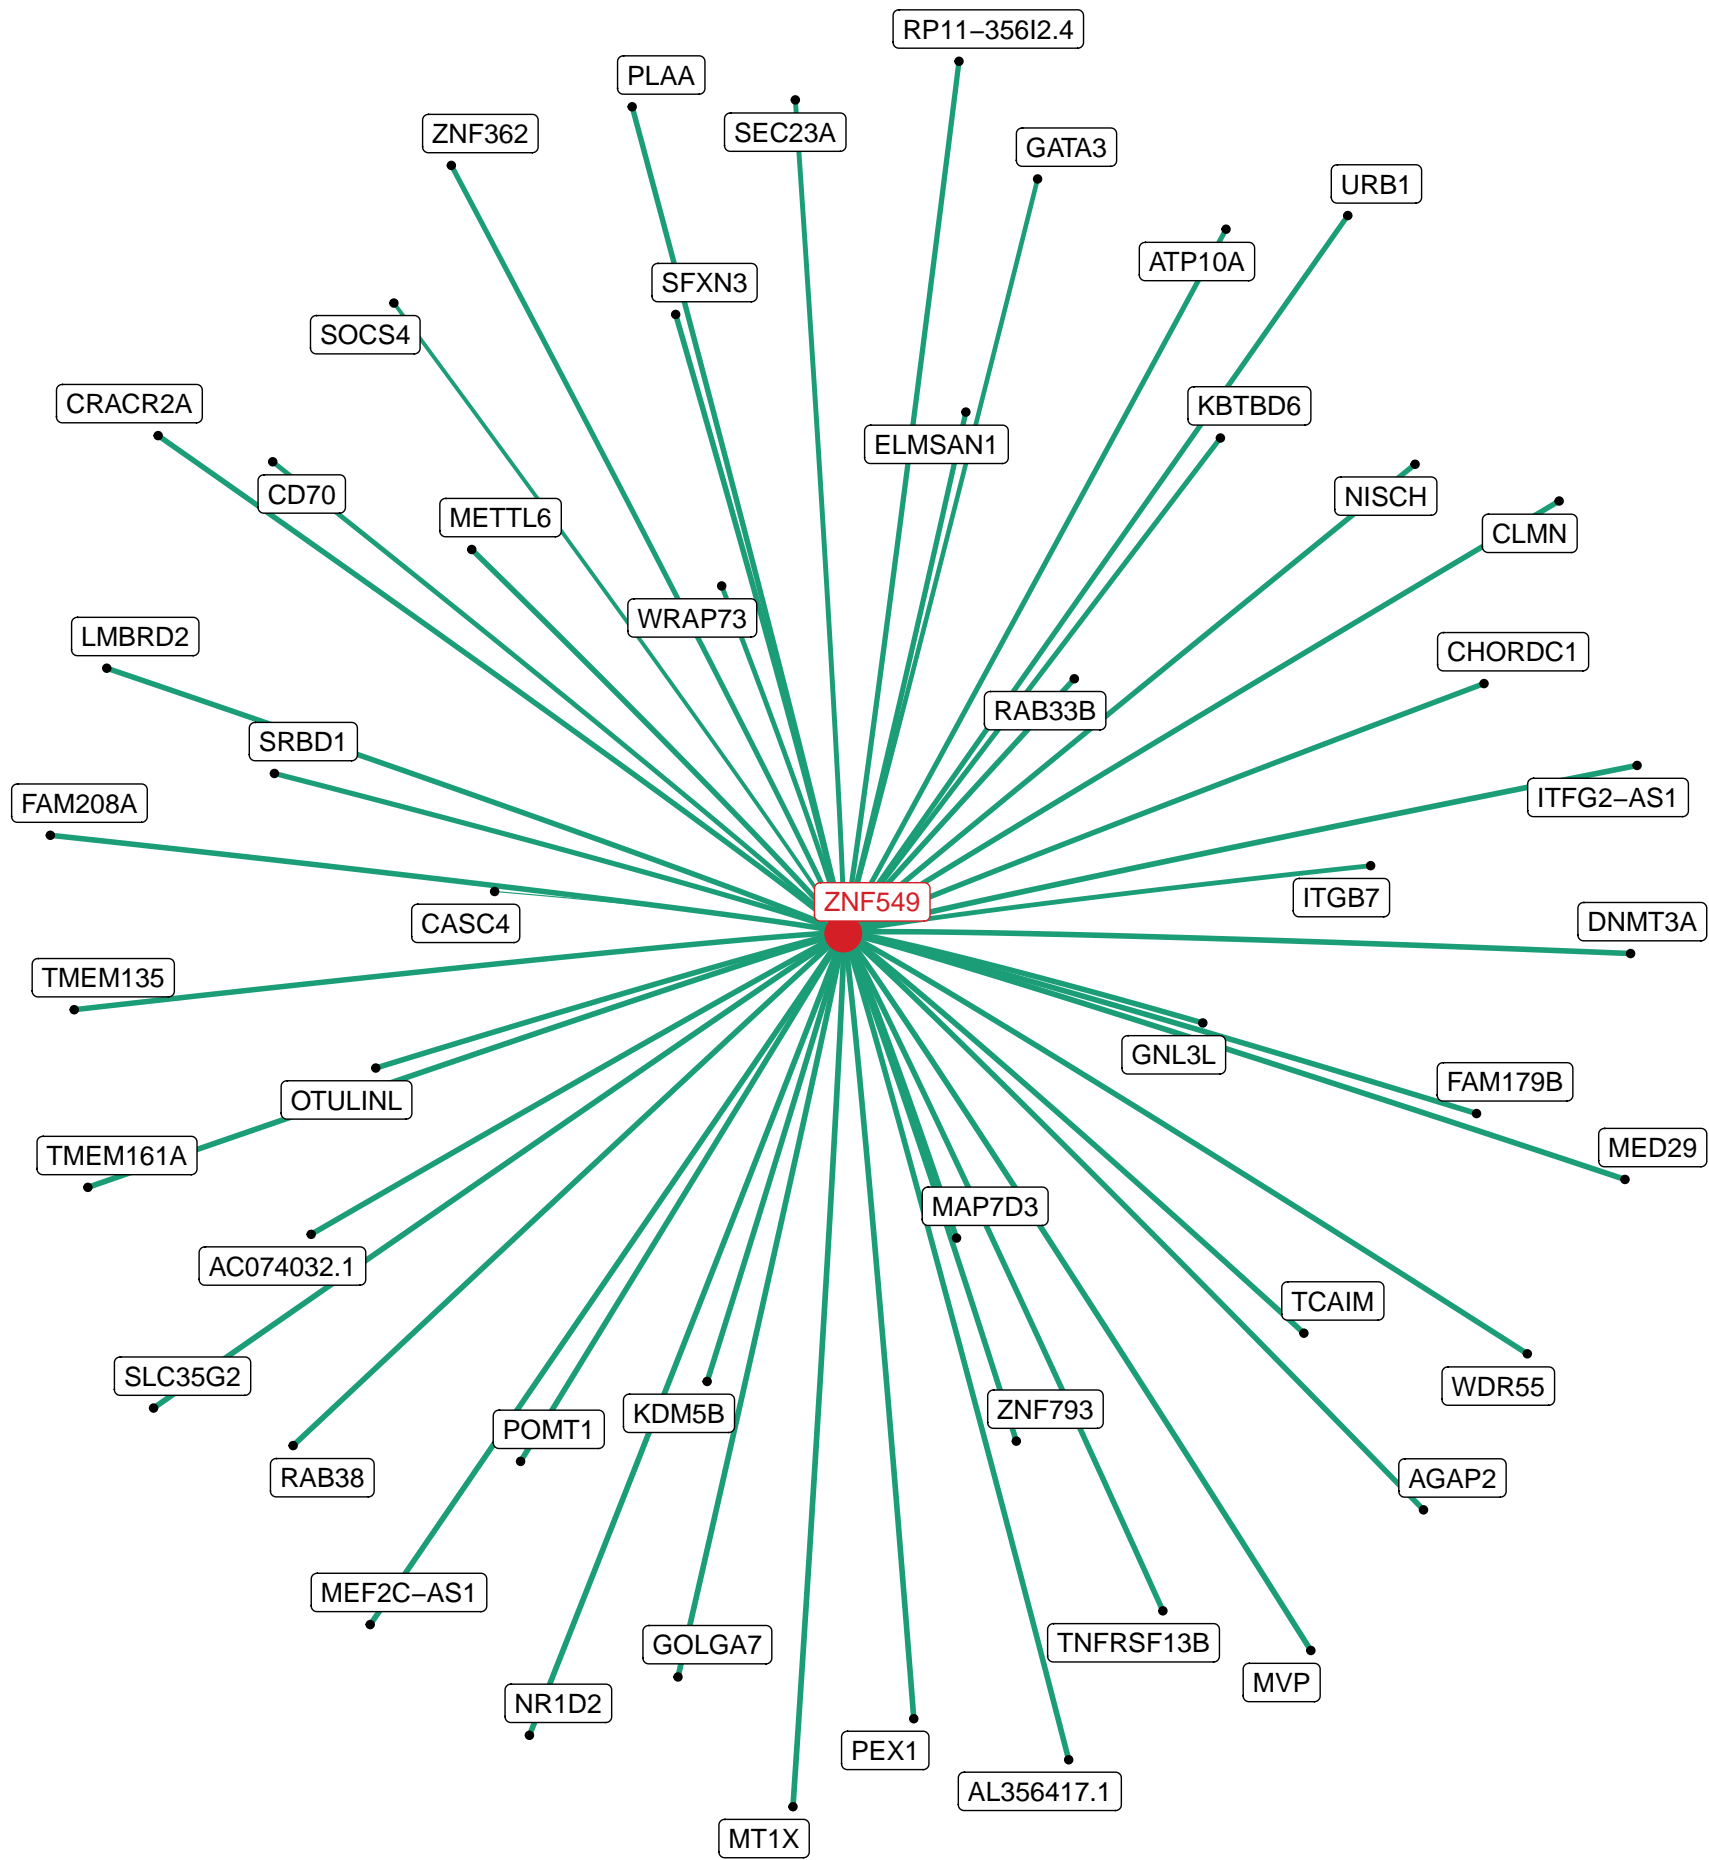 RP11−356I2.4
PLAA
SEC23A
ZNF362
GATA3
URB1
ATP10A
SFXN3
SOCS4
CRACR2A
KBTBD6
ELMSAN1
CD70
NISCH
METTL6
CLMN
WRAP73
LMBRD2
CHORDC1
RAB33B
SRBD1
ITFG2−AS1
FAM208A
ITGB7
ZNF549
CASC4
DNMT3A
TMEM135
GNL3L
FAM179B
OTULINL
MED29
TMEM161A
MAP7D3
AC074032.1
TCAIM
SLC35G2
WDR55
ZNF793
KDM5B
POMT1
RAB38
AGAP2
MEF2C−AS1
TNFRSF13B
GOLGA7
MVP
NR1D2
PEX1
AL356417.1
MT1X